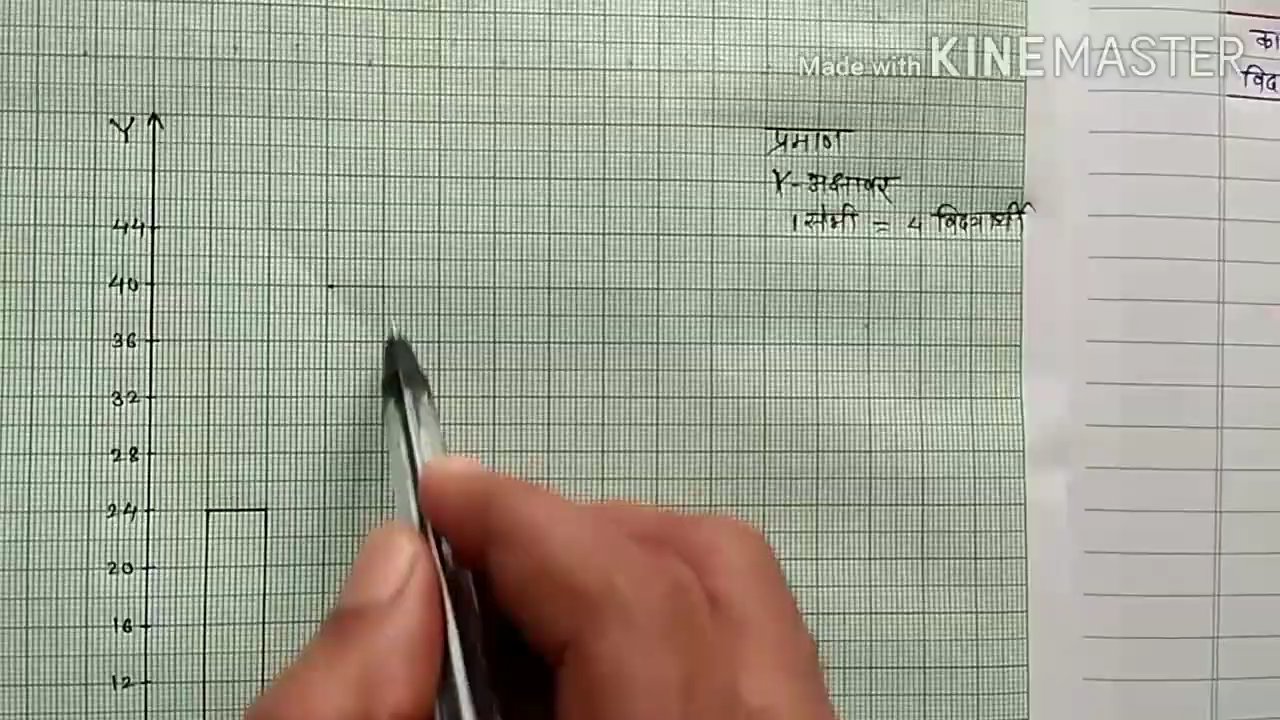 Made with KINEMASTER
का
विद
प्रमाण
Y-अक्षावर
1 सेमी = 4 विद्यार्थी
Y
44
40
36
32
28
24
20
16
12